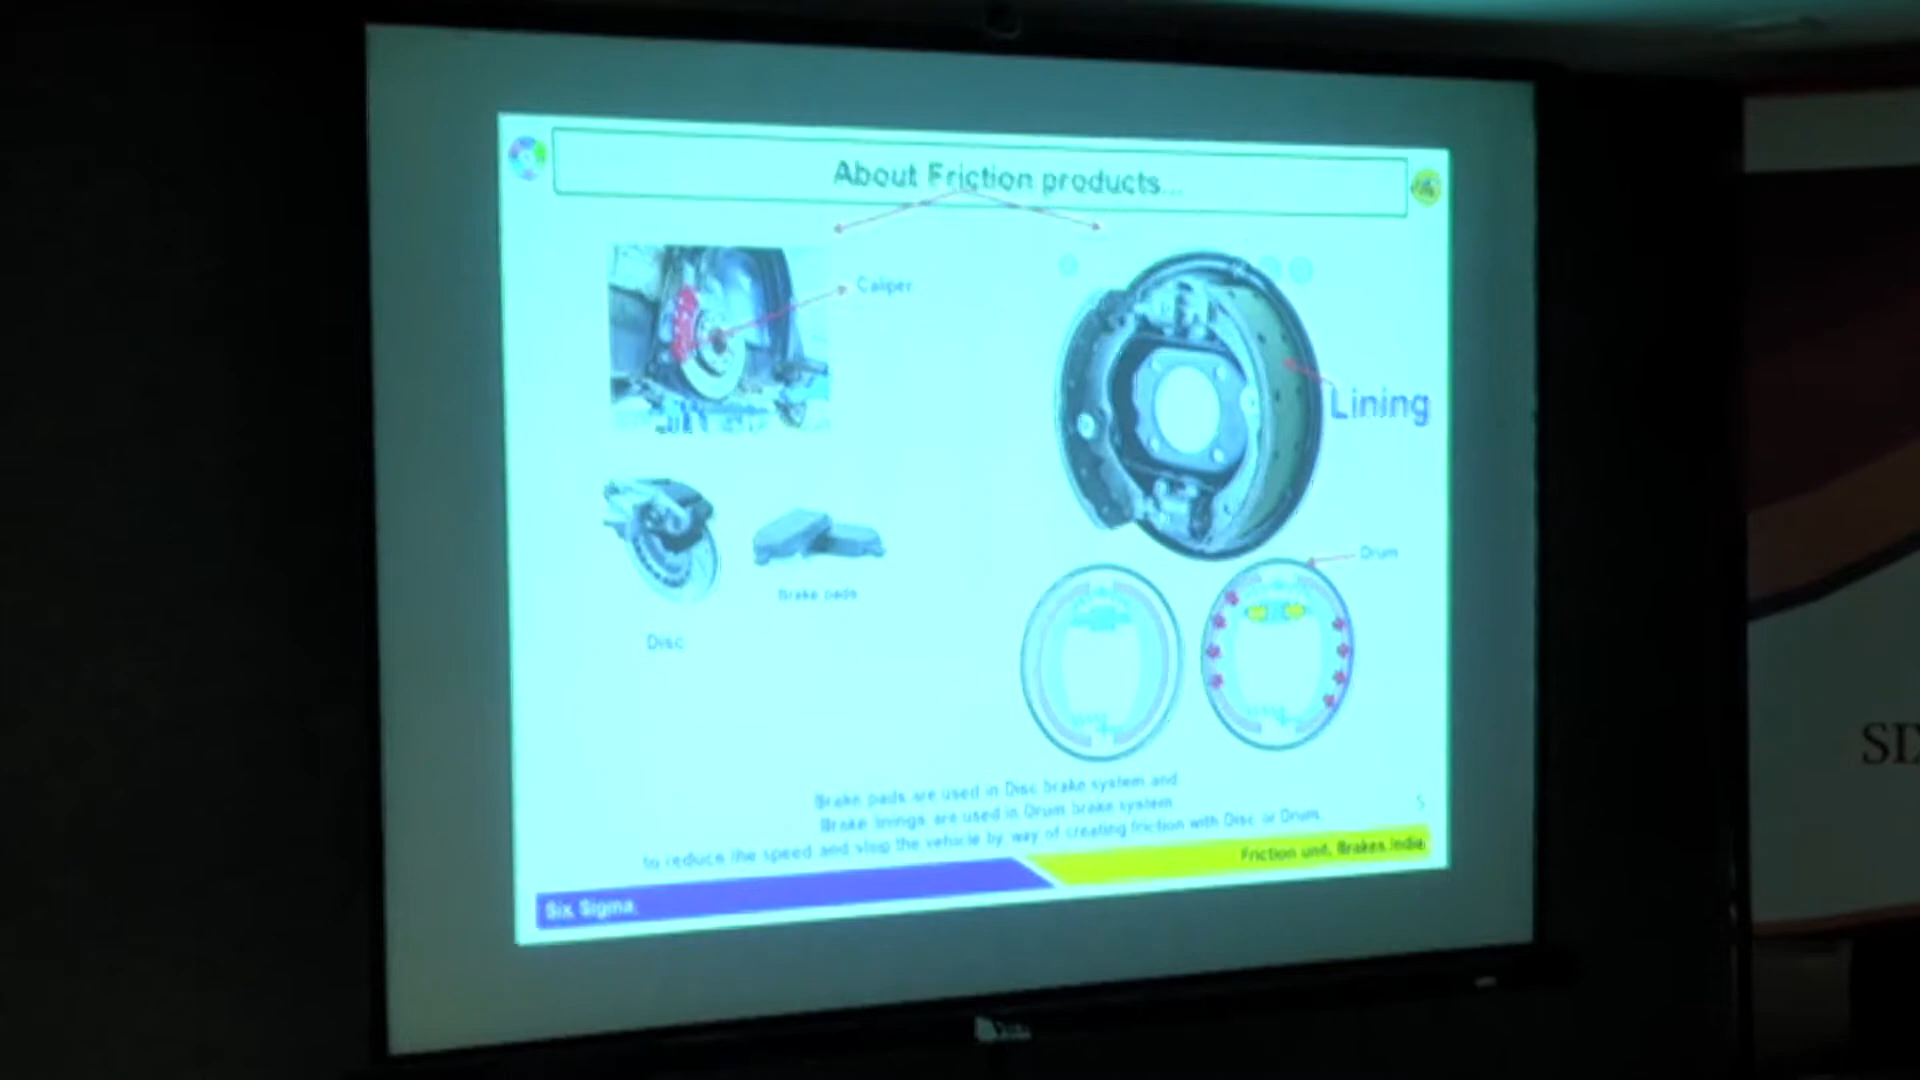 About Friction products...
Caliper
Lining
Drum
Brake pads
Disc
Brake pads are used in Disc brake system and
Brake linings are used in Drum brake system
to reduce the speed and stop the vehicle by way of creating friction with Disc or Drum.
5
Friction unit, Brakes India
Six Sigma